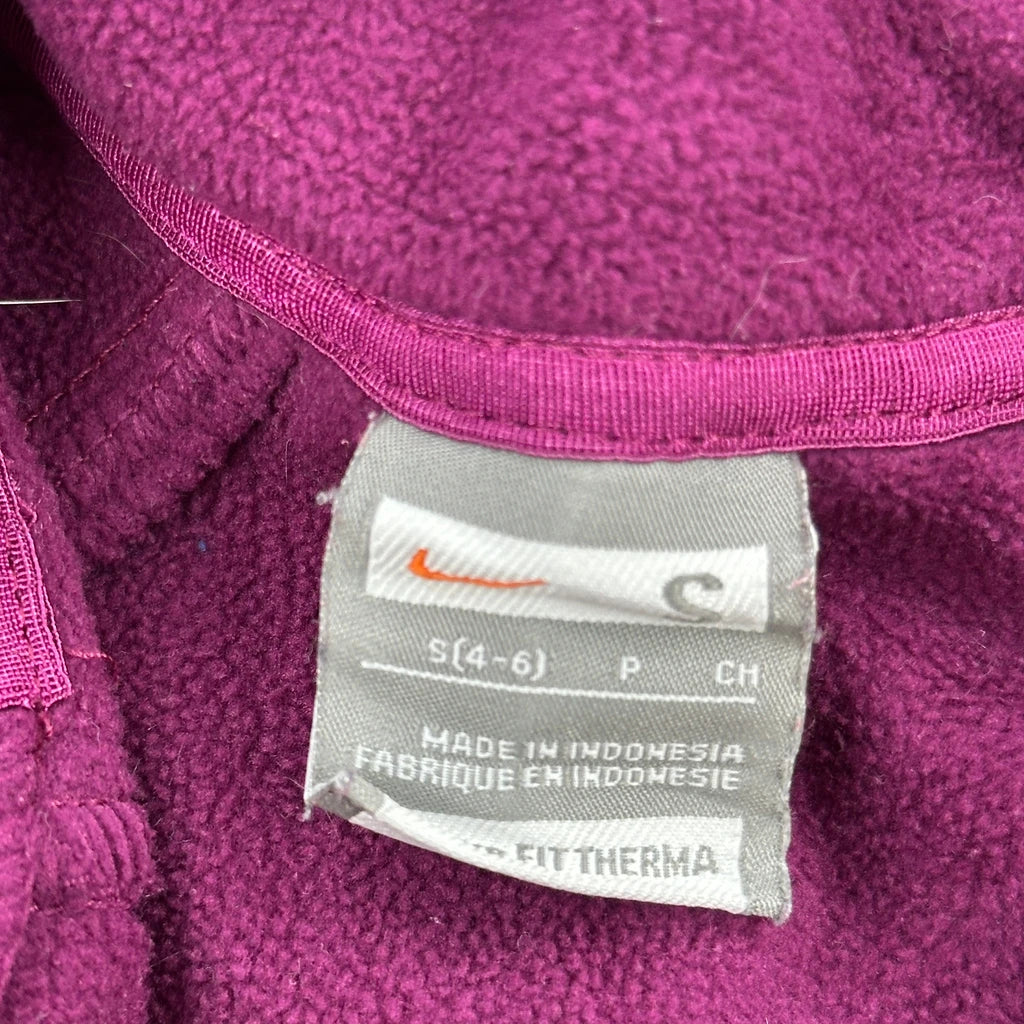 S
S(4-6) P CH
MADE IN INDONESIA
FABRIQUE EN INDONESIE
FIT THERMA